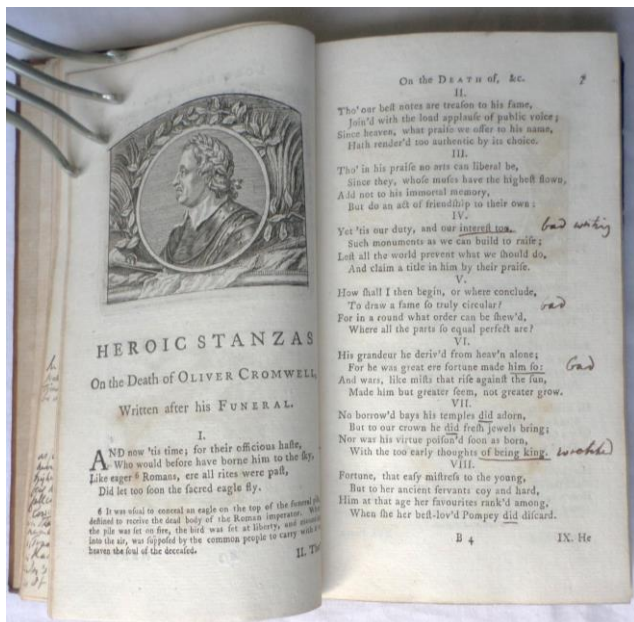 HEROIC STANZAS
On the Death of OLIVER CROMWELL,
Written after his FUNERAL.
I.
AND now 'tis time; for their officious haſte,
Who would before have borne him to the ſky,
Like eager 6 Romans, ere all rites were paſt,
Did let too ſoon the ſacred eagle fly.
6 It was uſual to conceal an eagle on the top of the funeral
deſtined to receive the dead body of the Roman imperator.
the pile was ſet on fire, the bird was ſet at liberty, and
into the air, was ſuppoſed by the common people to carry
heaven the ſoul of the deceaſed.
II.
On the DEATH of, &c.
II.
Tho' our beſt notes are treaſon to his fame,
Join'd with the loud applauſe of public voice;
Since heaven, what praiſe we offer to his name,
Hath render'd too authentic by its choice.
III.
Tho' in his praiſe no arts can liberal be,
Since they, whoſe muſes have the higheſt flown,
Add not to his immortal memory,
But do an act of friendſhip to their own:
IV.
Yet 'tis our duty, and our intereſt too, bad writing
Such monuments as we can build to raiſe;
Leſt all the world prevent what we ſhould do,
And claim a title in him by their praiſe.
V.
How ſhall I then begin, or where conclude,
To draw a fame ſo truly circular? bad
For in a round what order can be ſhew'd,
Where all the parts ſo equal perfect are?
VI.
His grandeur he deriv'd from heav'n alone;
For he was great ere fortune made him ſo: bad
And wars, like miſts that riſe againſt the ſun,
Made him but greater ſeem, not greater grow.
VII.
No borrow'd bays his temples did adorn,
But to our crown he did freſh jewels bring;
Nor was his virtue poiſon'd ſoon as born,
With the too early thoughts of being king.
VIII.
Fortune, that eaſy miſtreſs to the young,
But to her ancient ſervants coy and hard,
Him at that age her favourites rank'd among,
When ſhe her beſt-lov'd Pompey did diſcard.
B 4 IX. He